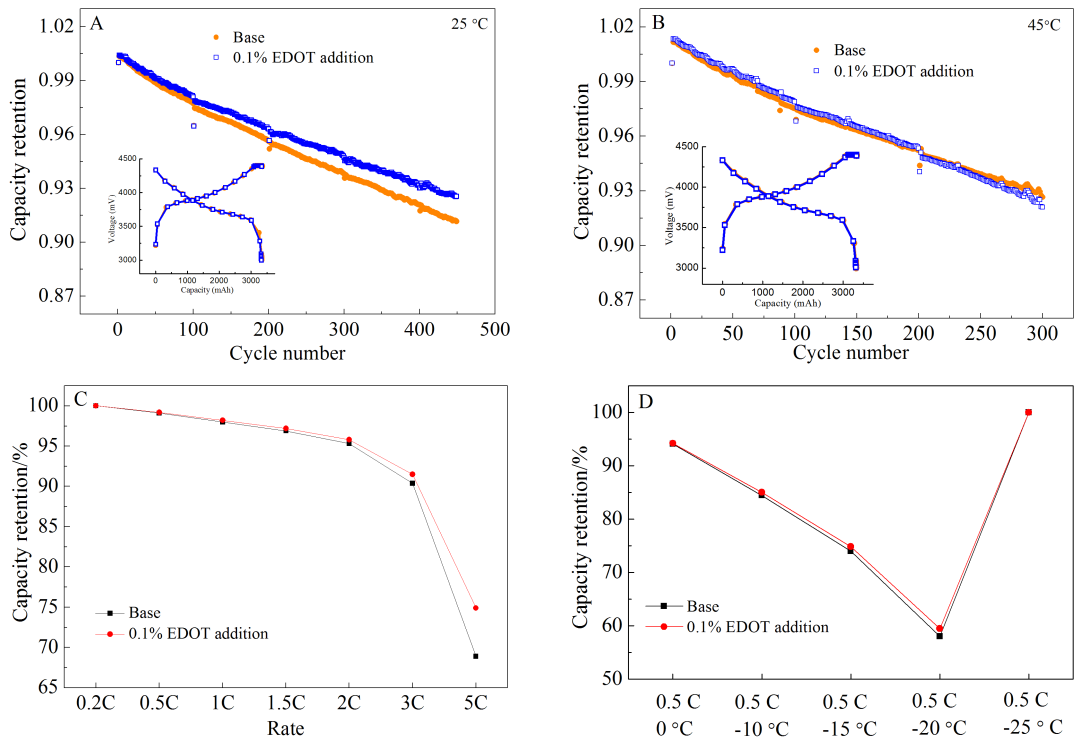 A
25 °C
Base
0.1% EDOT addition
1.02
0.99
0.96
0.93
0.90
0.87
Capacity retention
4500
4000
3500
3000
Voltage (mV)
0 1000 2000 3000
Capacity (mAh)
0 100 200 300 400 500
Cycle number
B
45°C
Base
0.1% EDOT addition
1.02
0.99
0.96
0.93
0.90
0.87
Capacity retention
4500
4000
3500
3000
Voltage (mV)
0 1000 2000 3000
Capacity (mAh)
0 50 100 150 200 250 300
Cycle number
C
100
95
90
85
80
75
70
65
Capacity retention/%
Base
0.1% EDOT addition
0.2C 0.5C 1C 1.5C 2C 3C 5C
Rate
D
100
90
80
70
60
50
Capacity retention/%
Base
0.1% EDOT addition
0.5 C 0.5 C 0.5 C 0.5 C 0.5 C
0 °C -10 °C -15 °C -20 °C -25 °C